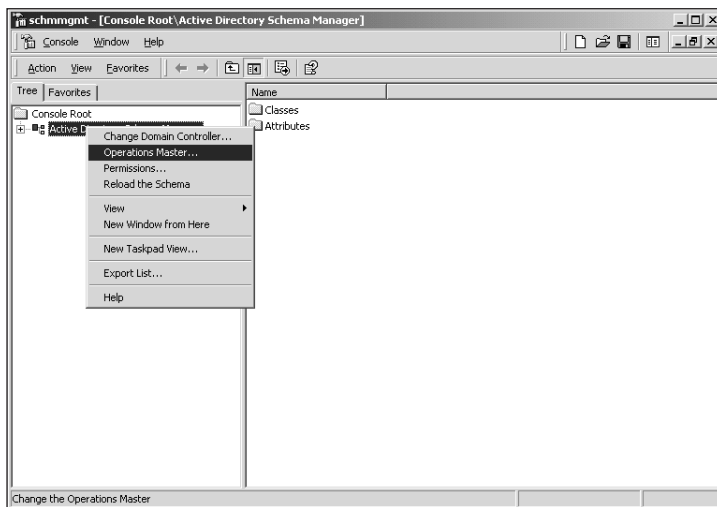 schmmgmt - [Console Root\Active Directory Schema Manager]
Console Window Help
Action View Favorites
Tree Favorites
Name
Console Root
Classes
Active D
Attributes
Change Domain Controller...
Operations Master...
Permissions...
Reload the Schema
View
New Window from Here
New Taskpad View...
Export List...
Help
Change the Operations Master